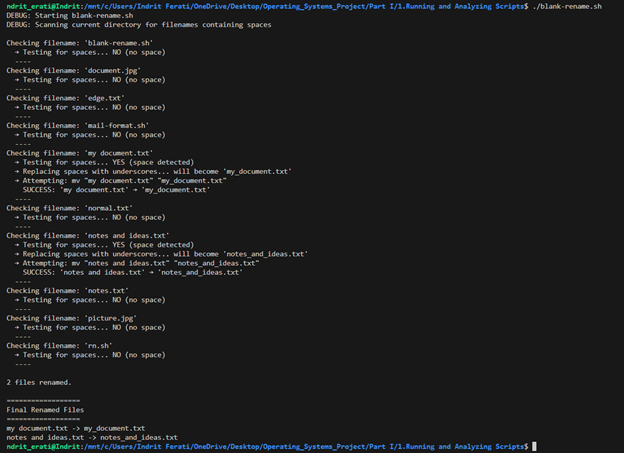 ndrit_erati@Indrit:/mnt/c/Users/Indrit Ferati/OneDrive/Desktop/Operating_Systems_Project/Part I/1.Running and Analyzing Scripts$ ./blank-rename.sh
DEBUG: Starting blank-rename.sh
DEBUG: Scanning current directory for filenames containing spaces
Checking filename: 'blank-rename.sh'
→ Testing for spaces... NO (no space)
----
Checking filename: 'document.jpg'
→ Testing for spaces... NO (no space)
----
Checking filename: 'edge.txt'
→ Testing for spaces... NO (no space)
----
Checking filename: 'mail-format.sh'
→ Testing for spaces... NO (no space)
----
Checking filename: 'my document.txt'
→ Testing for spaces... YES (space detected)
→ Replacing spaces with underscores... will become 'my_document.txt'
→ Attempting: mv "my document.txt" "my_document.txt"
SUCCESS: 'my document.txt' → 'my_document.txt'
----
Checking filename: 'normal.txt'
→ Testing for spaces... NO (no space)
----
Checking filename: 'notes and ideas.txt'
→ Testing for spaces... YES (space detected)
→ Replacing spaces with underscores... will become 'notes_and_ideas.txt'
→ Attempting: mv "notes and ideas.txt" "notes_and_ideas.txt"
SUCCESS: 'notes and ideas.txt' → 'notes_and_ideas.txt'
----
Checking filename: 'notes.txt'
→ Testing for spaces... NO (no space)
----
Checking filename: 'picture.jpg'
→ Testing for spaces... NO (no space)
----
Checking filename: 'rn.sh'
→ Testing for spaces... NO (no space)
----
2 files renamed.
==================
Final Renamed Files
==================
my document.txt -> my_document.txt
notes and ideas.txt -> notes_and_ideas.txt
ndrit_erati@Indrit:/mnt/c/Users/Indrit Ferati/OneDrive/Desktop/Operating_Systems_Project/Part I/1.Running and Analyzing Scripts$